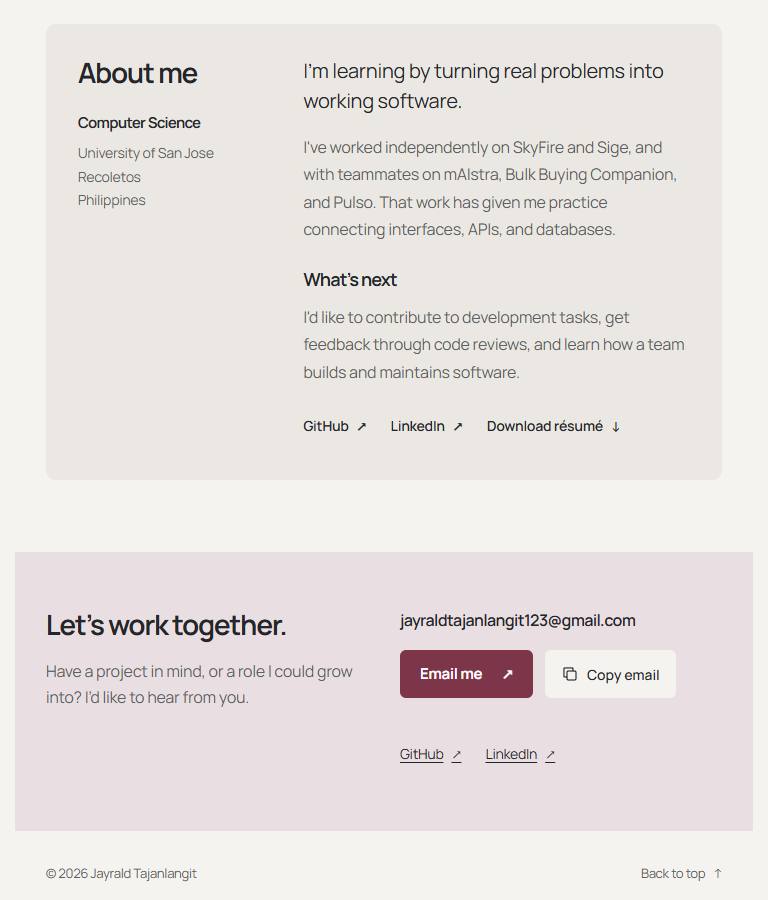 About me
Computer Science
University of San Jose
Recoletos
Philippines
I’m learning by turning real problems into
working software.
I’ve worked independently on SkyFire and Sige, and
with teammates on mAIstra, Bulk Buying Companion,
and Pulso. That work has given me practice
connecting interfaces, APIs, and databases.
What’s next
I’d like to contribute to development tasks, get
feedback through code reviews, and learn how a team
builds and maintains software.
GitHub ↗ LinkedIn ↗ Download résumé ↓
Let’s work together.
Have a project in mind, or a role I could grow
into? I’d like to hear from you.
jayraldtajanlangit123@gmail.com
Email me ↗ Copy email
GitHub ↗ LinkedIn ↗
© 2026 Jayrald Tajanlangit
Back to top ↑